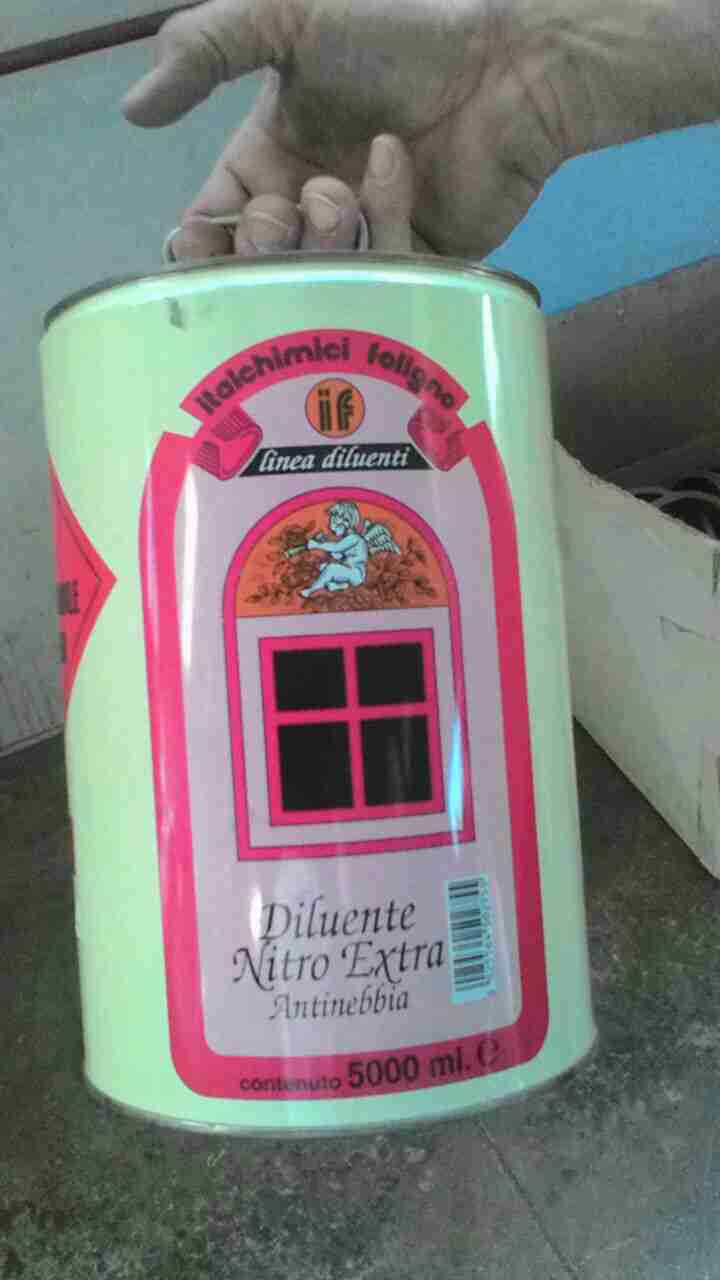 italchimici foligno
if
linea diluenti
Diluente
Nitro Extra
Antinebbia
contenuto 5000 ml. e